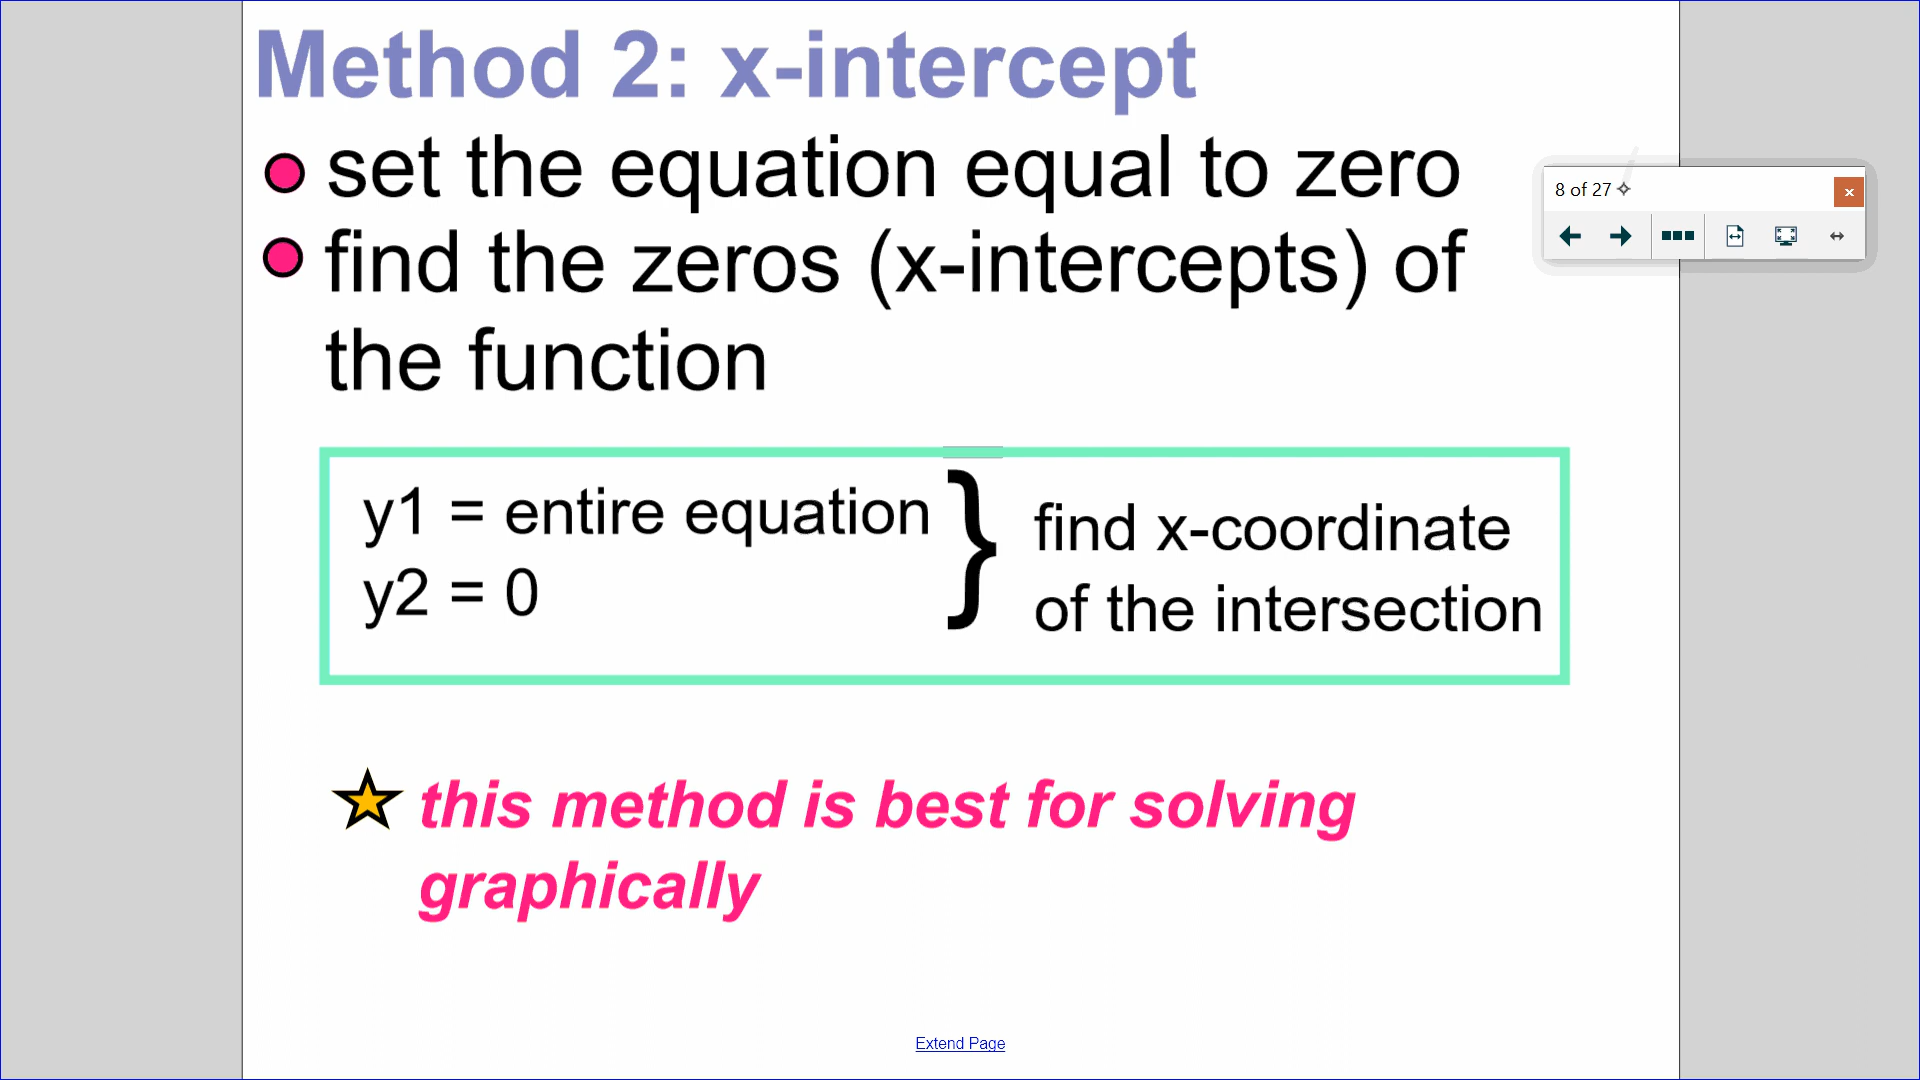 Method 2: x-intercept
set the equation equal to zero
find the zeros (x-intercepts) of
the function
y1 = entire equation
y2 = 0
}
find x-coordinate
of the intersection
this method is best for solving
graphically
8 of 27
x
Extend Page